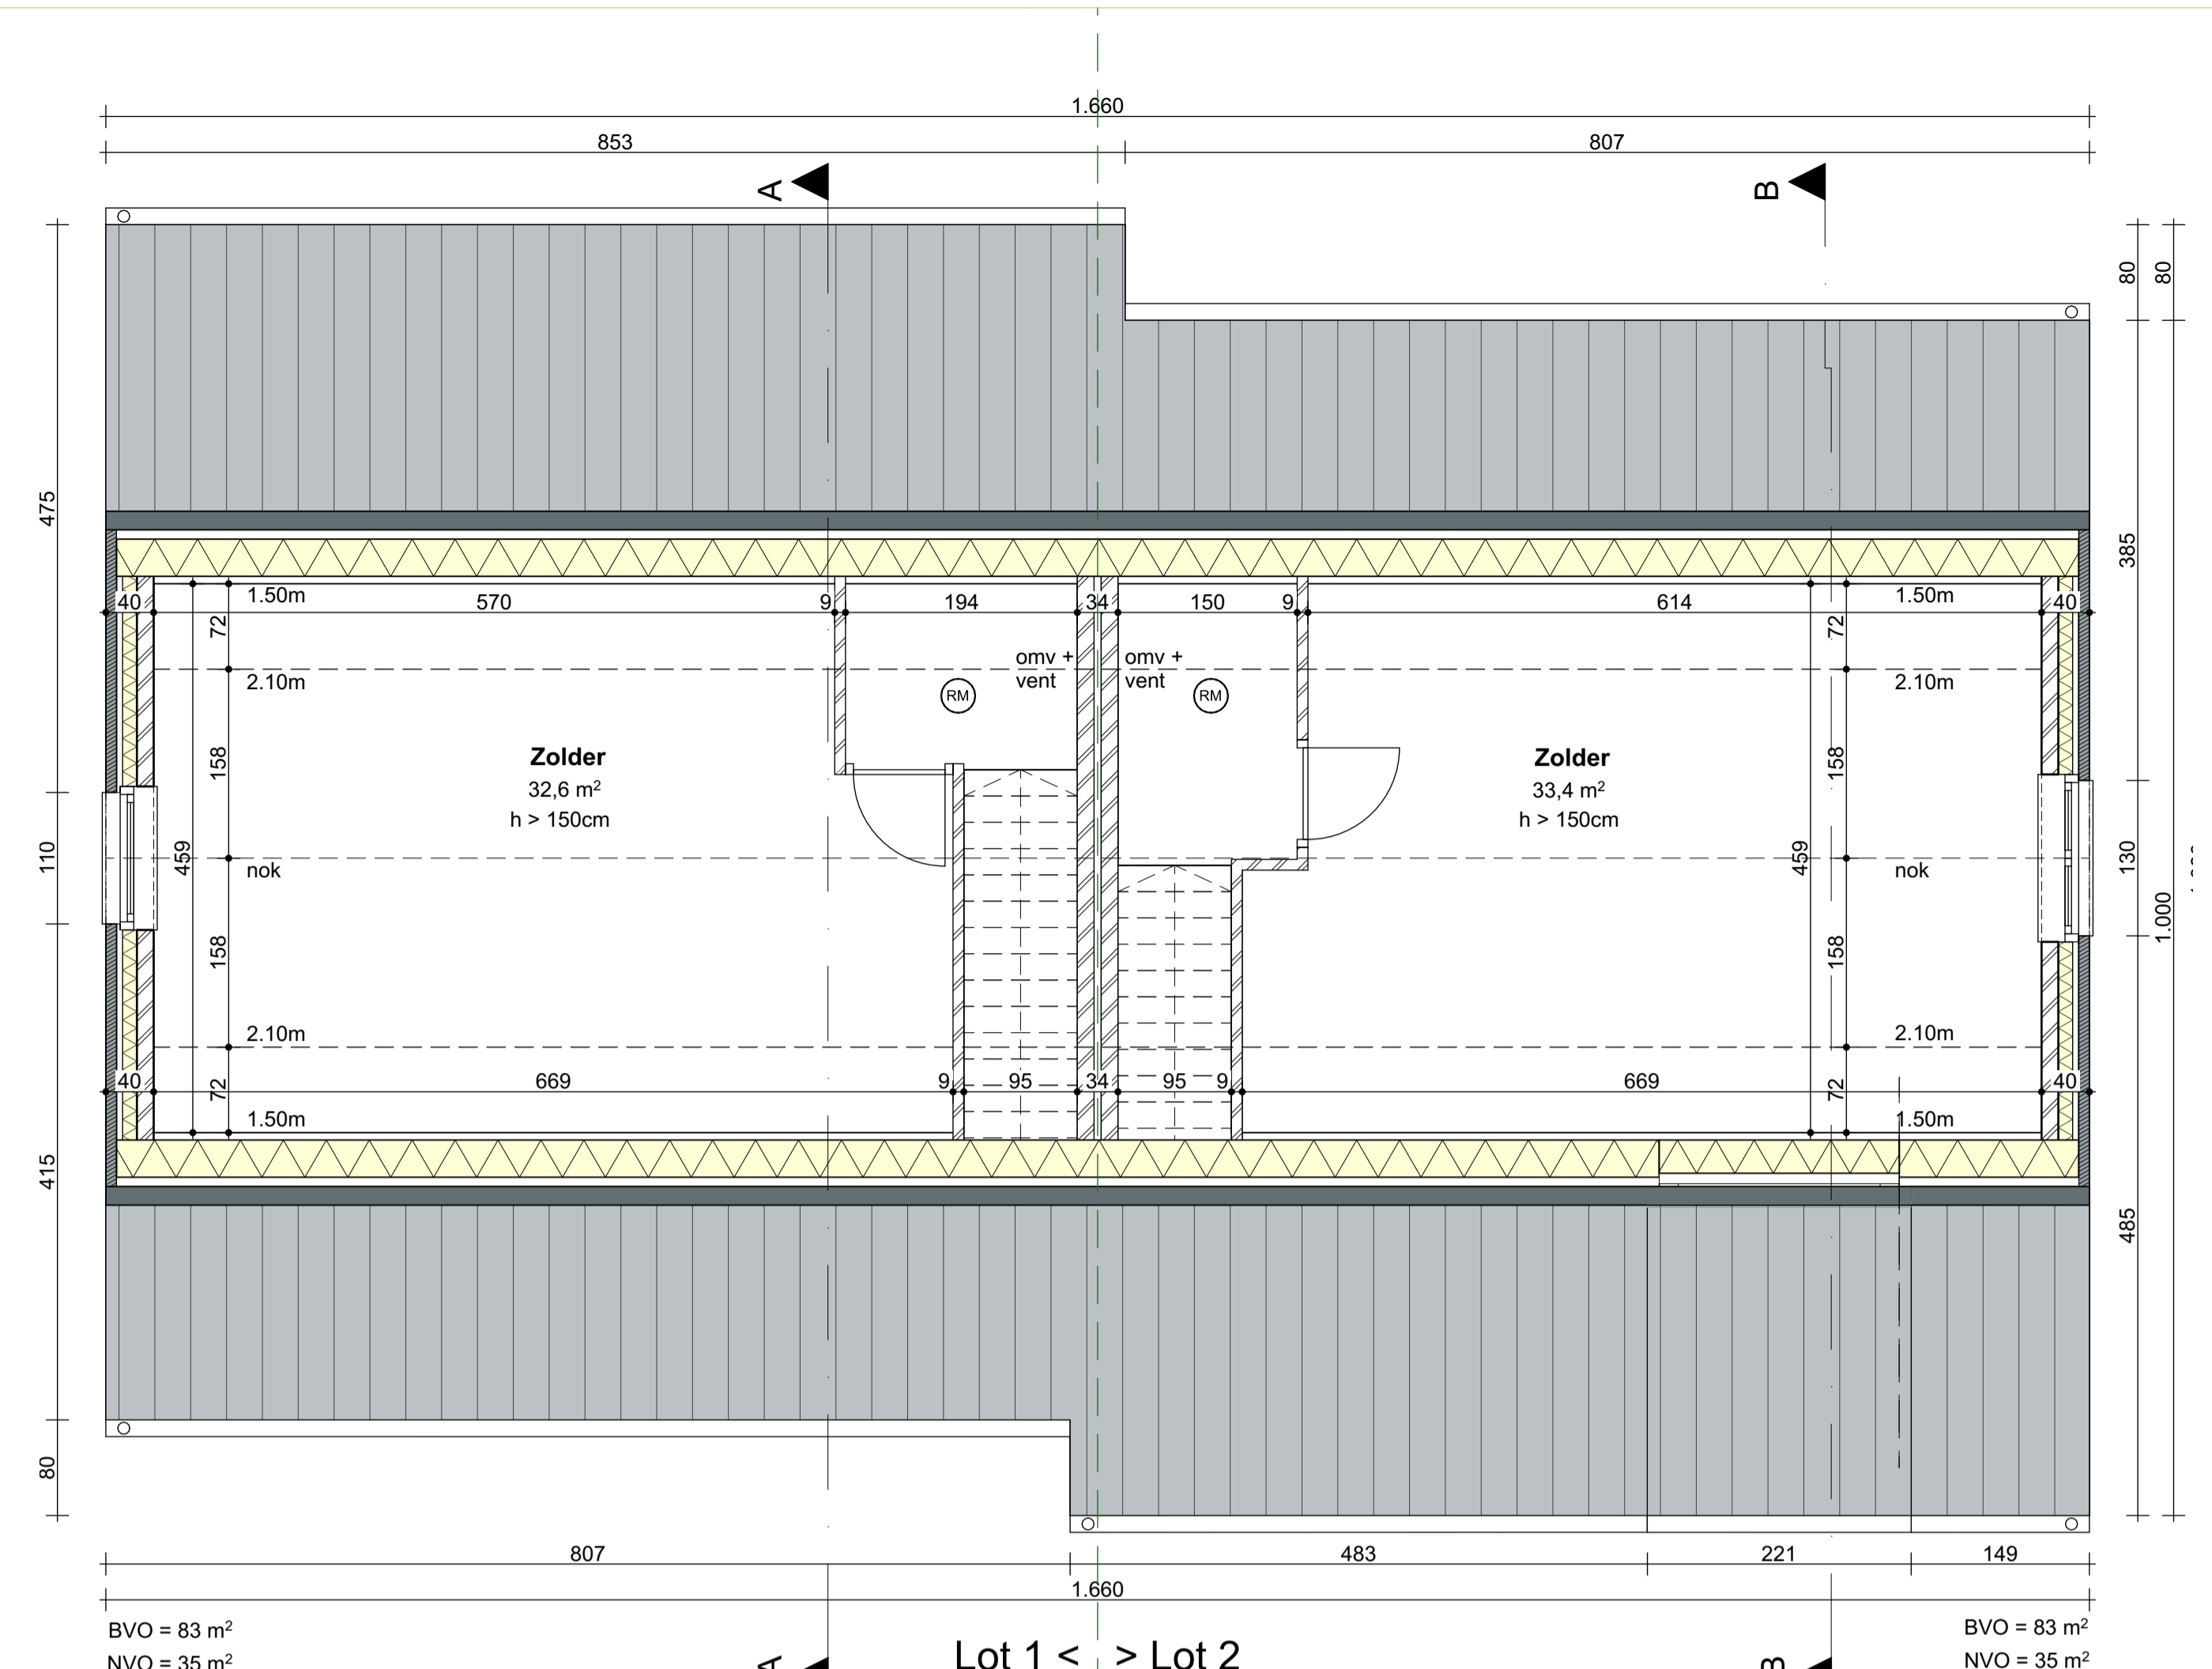 1.660
853
807
A
B
80
80
475
385
40
1.50m
570
9
194
34
150
9
614
1.50m
40
72
72
omv +
vent
omv +
vent
2.10m
RM
RM
2.10m
Zolder
32,6 m²
h > 150cm
Zolder
33,4 m²
h > 150cm
158
158
110
459
nok
459
nok
130
1.000
158
158
2.10m
2.10m
40
669
9
95
34
95
9
669
40
72
72
1.50m
1.50m
415
485
80
807
483
221
149
1.660
BVO = 83 m²
NVO = 35 m²
A
Lot 1 <
> Lot 2
B
BVO = 83 m²
NVO = 35 m²